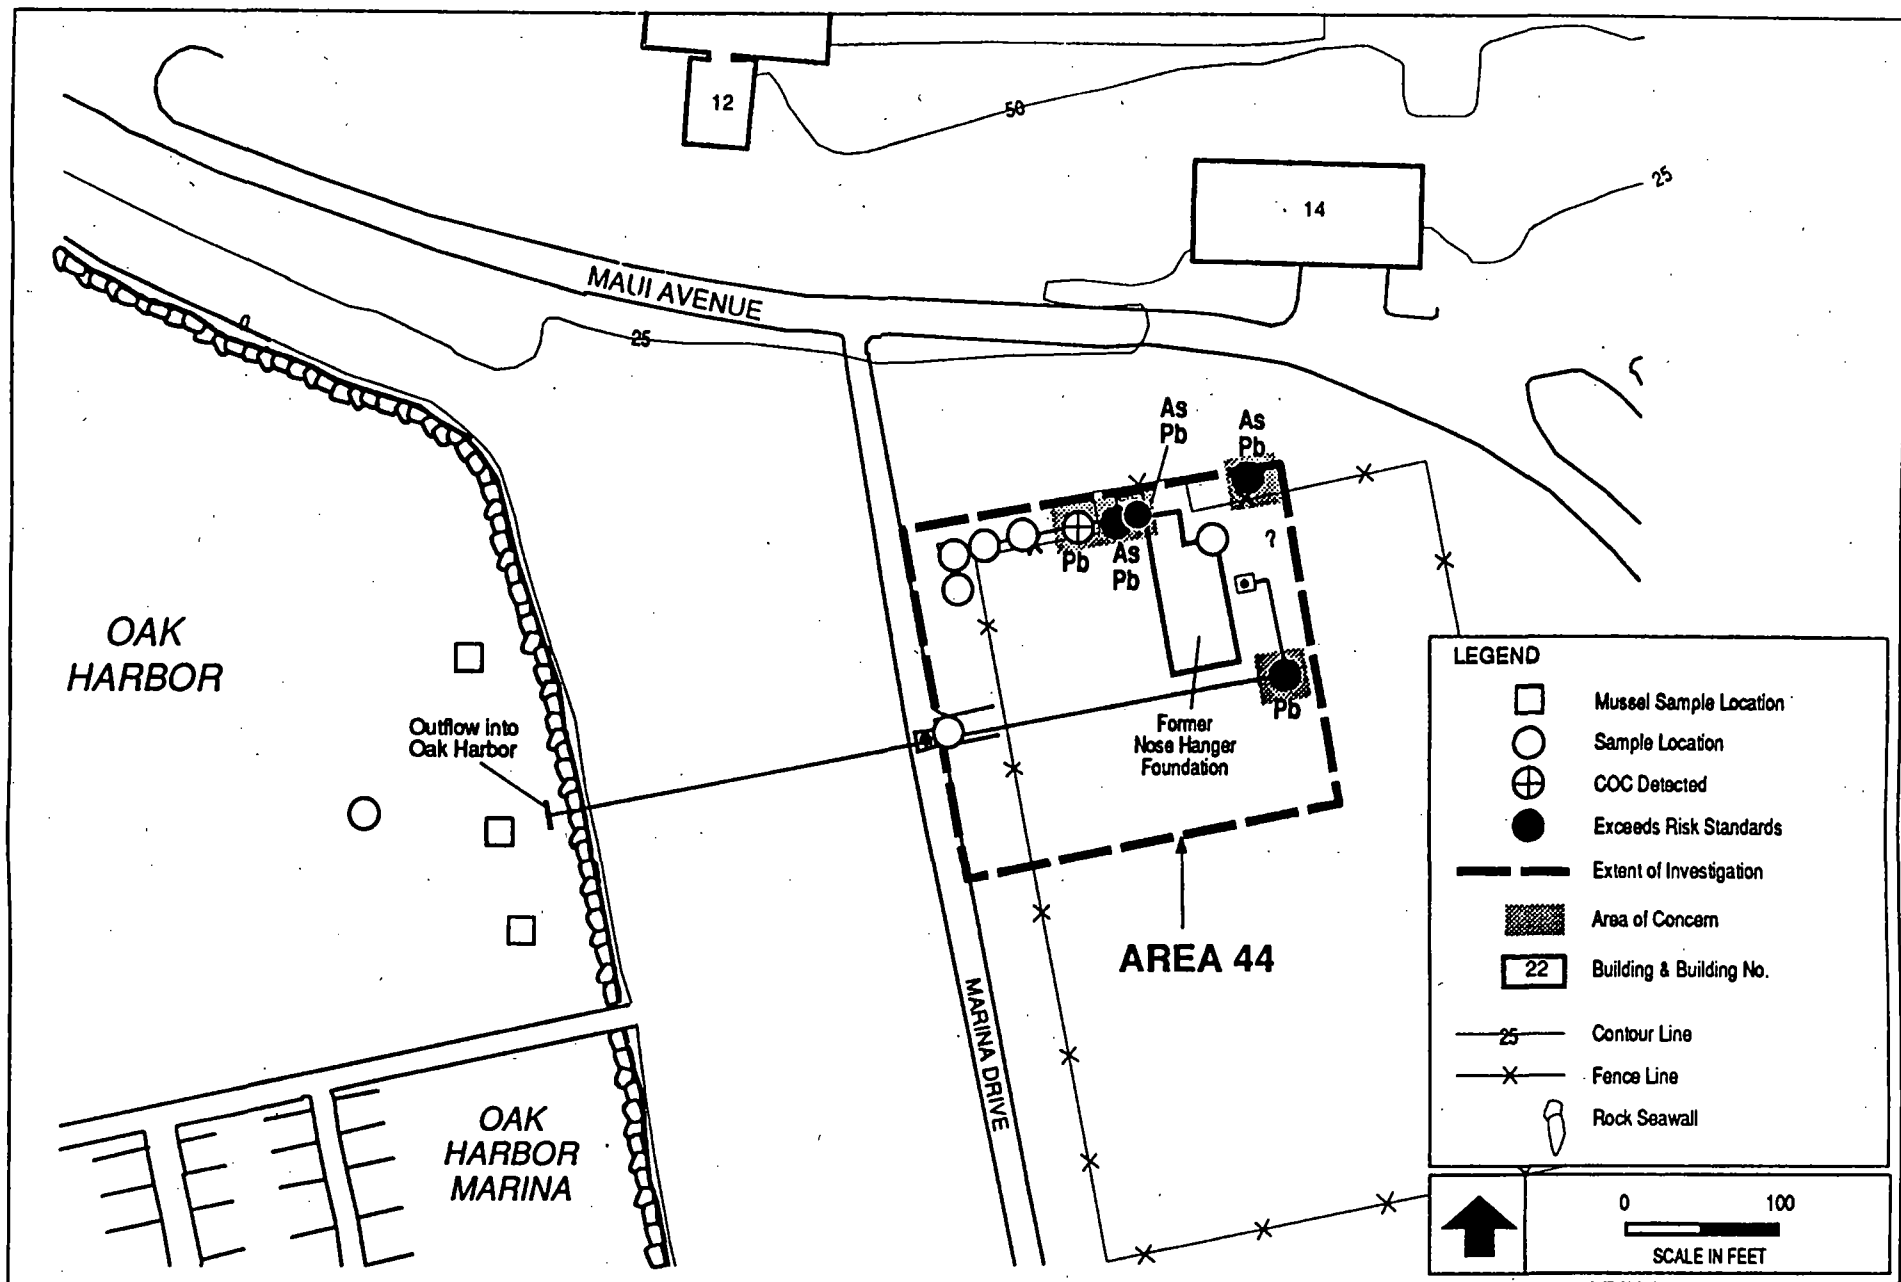 12
50
14
25
MAUI AVENUE
25
As
Pb
As
Pb
Pb
As
Pb
?
OAK
HARBOR
Outflow into
Oak Harbor
Pb
Former
Nose Hanger
Foundation
AREA 44
MARINA DRIVE
OAK
HARBOR
MARINA
LEGEND
Mussel Sample Location
Sample Location
COC Detected
Exceeds Risk Standards
Extent of Investigation
Area of Concern
22
Building & Building No.
25
Contour Line
Fence Line
Rock Seawall
0 100
SCALE IN FEET